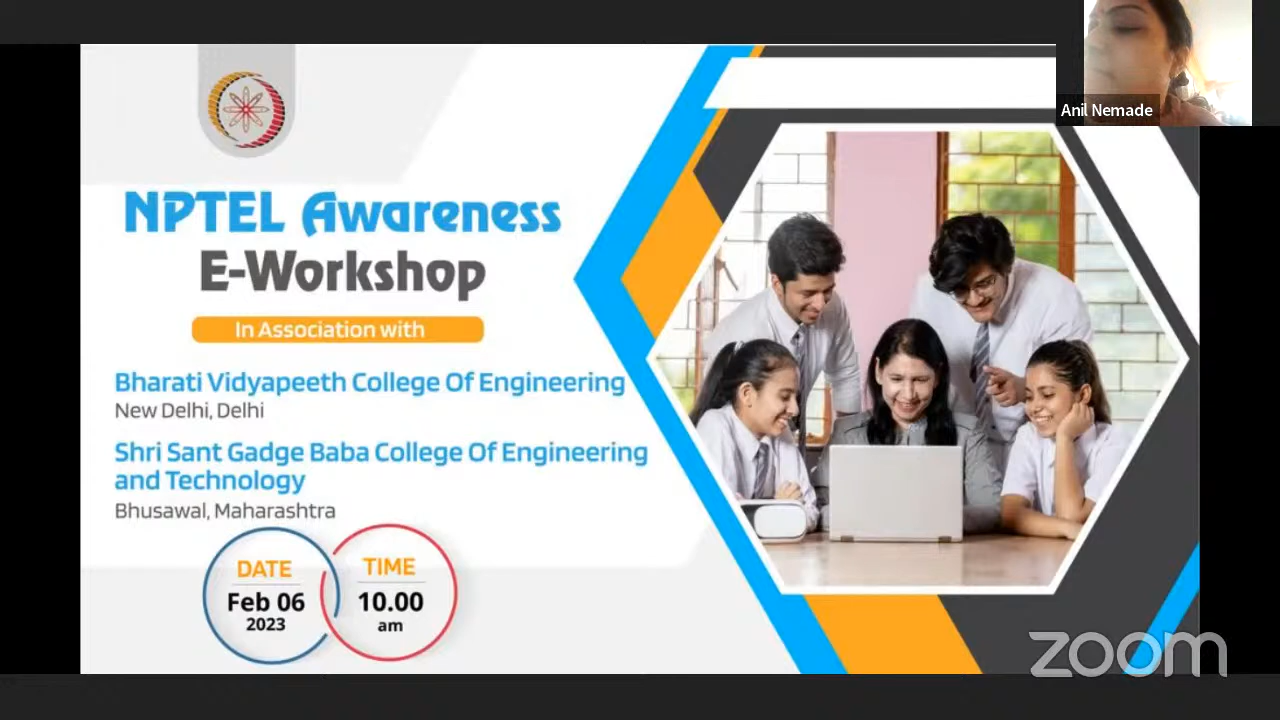 Anil Nemade
NPTEL Awareness
E-Workshop
In Association with
Bharati Vidyapeeth College Of Engineering
New Delhi, Delhi
Shri Sant Gadge Baba College Of Engineering
and Technology
Bhusawal, Maharashtra
DATE
Feb 06
2023
TIME
10.00
am
zoom